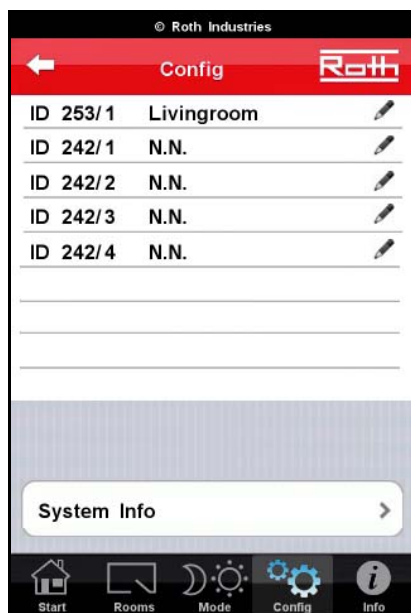 © Roth Industries
Config
Roth
ID 253/1 Livingroom
ID 242/1 N.N.
ID 242/2 N.N.
ID 242/3 N.N.
ID 242/4 N.N.
System Info
Start Rooms Mode Config Info